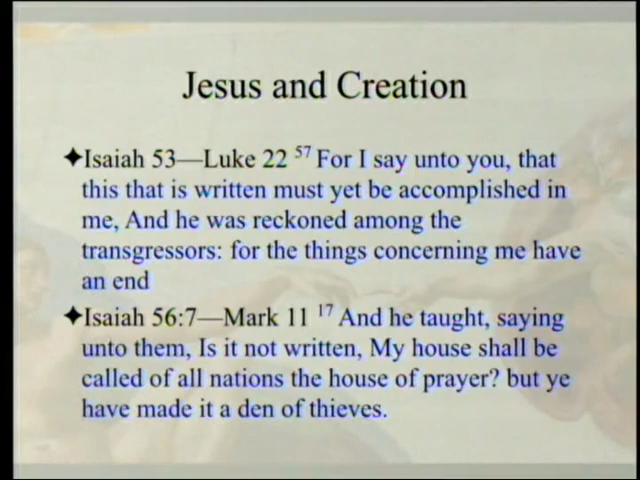 Jesus and Creation
✦Isaiah 53—Luke 22 57 For I say unto you, that
this that is written must yet be accomplished in
me, And he was reckoned among the
transgressors: for the things concerning me have
an end
✦Isaiah 56:7—Mark 11 17 And he taught, saying
unto them, Is it not written, My house shall be
called of all nations the house of prayer? but ye
have made it a den of thieves.